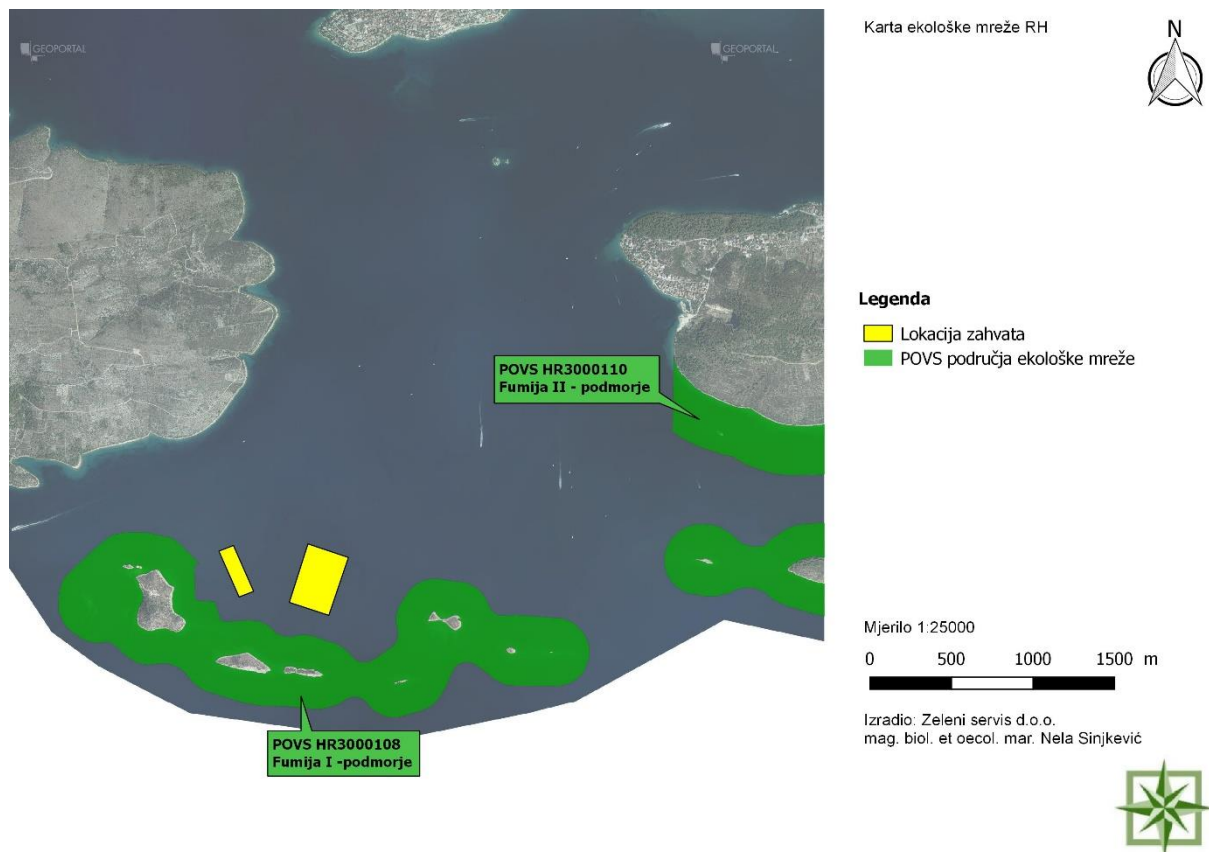 GEOPORTAL
GEOPORTAL
Karta ekološke mreže RH
N
POVS HR3000110
Fumija II - podmorje
Legenda
Lokacija zahvata
POVS područja ekološke mreže
POVS HR3000108
Fumija I -podmorje
Mjerilo 1:25000
0 500 1000 1500 m
Izradio: Zeleni servis d.o.o.
mag. biol. et oecol. mar. Nela Sinjkević